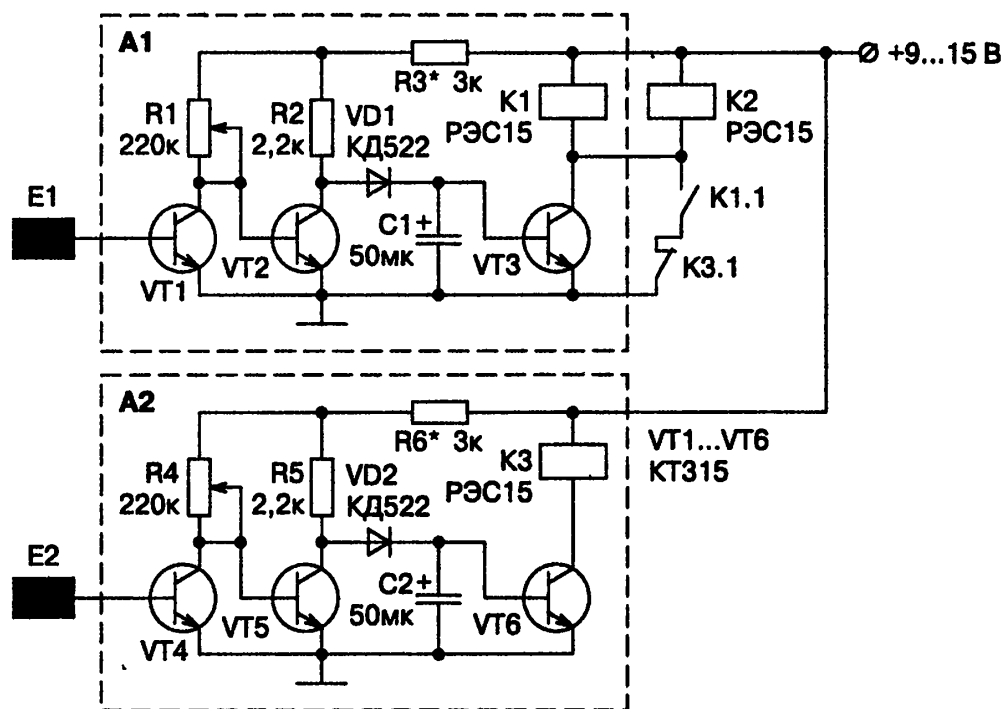 A1
+9...15 В
R3* 3к
R1
220к
R2
2,2к
VD1
КД522
K1
РЭС15
K2
РЭС15
E1
C1
+
50мк
K1.1
VT1
VT2
VT3
K3.1
A2
R6* 3к
VT1...VT6
КТ315
R4
220к
R5
2,2к
VD2
КД522
K3
РЭС15
E2
C2
+
50мк
VT4
VT5
VT6